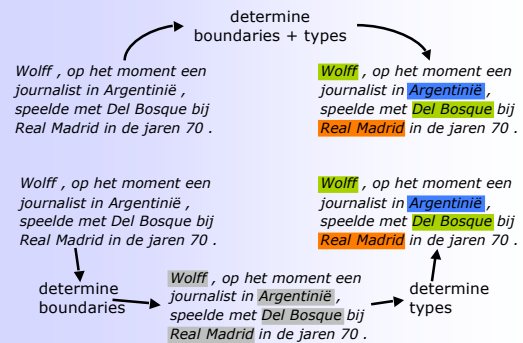 determine
boundaries + types
Wolff , op het moment een
journalist in Argentinië ,
speelde met Del Bosque bij
Real Madrid in de jaren 70 .
Wolff , op het moment een
journalist in Argentinië ,
speelde met Del Bosque bij
Real Madrid in de jaren 70 .
Wolff , op het moment een
journalist in Argentinië ,
speelde met Del Bosque bij
Real Madrid in de jaren 70 .
Wolff , op het moment een
journalist in Argentinië ,
speelde met Del Bosque bij
Real Madrid in de jaren 70 .
determine
boundaries
Wolff , op het moment een
journalist in Argentinië ,
speelde met Del Bosque bij
Real Madrid in de jaren 70 .
determine
types